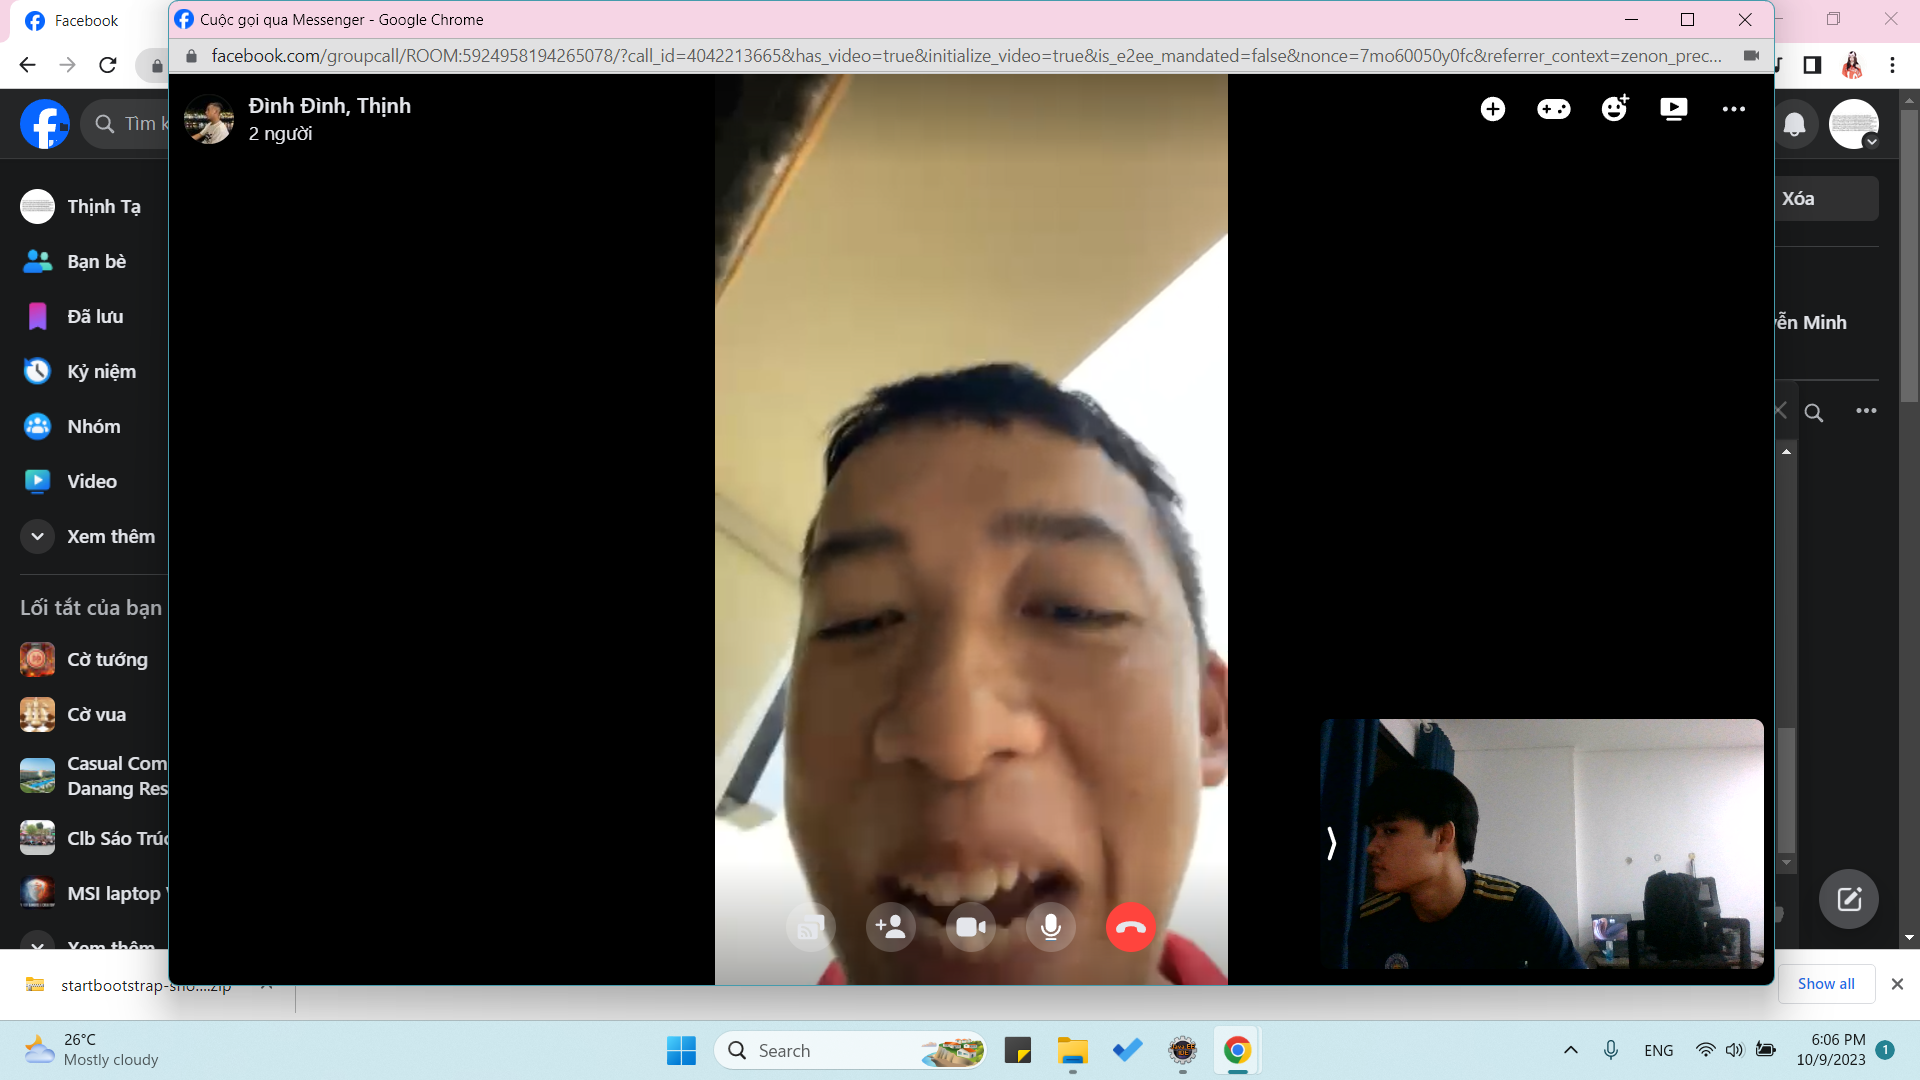 Facebook
Cuộc gọi qua Messenger - Google Chrome
facebook.com/groupcall/ROOM:5924958194265078/?call_id=4042213665&has_video=true&initialize_video=true&is_e2ee_mandated=false&nonce=7mo60050y0fc&referrer_context=zenon_prec...
Tìm k
Đình Đình, Thịnh
2 người
Thịnh Tạ
Xóa
Bạn bè
Đã lưu
yễn Minh
Kỷ niệm
Nhóm
Video
Xem thêm
Lối tắt của bạn
Cờ tướng
Cờ vua
Casual Com
Danang Res
Clb Sáo Trúc
MSI laptop
Xem thêm
startbootstrap-sho....zip
Show all
26°C
Mostly cloudy
Search
ENG
6:06 PM
10/9/2023
1